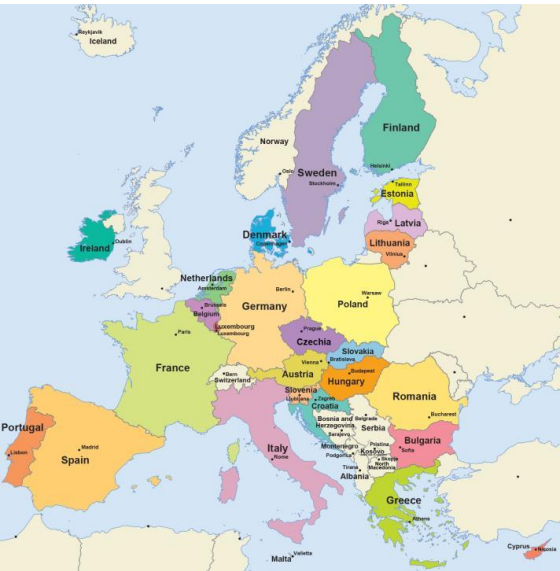 Reykjavik
Iceland
Finland
Norway
Helsinki
Oslo
Sweden
Stockholm
Tallinn
Estonia
Riga
Latvia
Denmark
Copenhagen
Lithuania
Vilnius
Dublin
Ireland
Netherlands
Amsterdam
Berlin
Warsaw
Germany
Poland
Brussels
Belgium
Luxembourg
Luxembourg
Prague
Czechia
Paris
Slovakia
Bratislava
Vienna
France
Bern
Switzerland
Austria
Budapest
Hungary
Slovenia
Ljubljana
Zagreb
Croatia
Romania
Bucharest
Bosnia and
Herzegovina
Sarajevo
Belgrade
Serbia
Portugal
Lisbon
Madrid
Spain
Italy
Rome
Montenegro
Podgorica
Pristina
Kosovo
Bulgaria
Sofia
Skopje
North
Macedonia
Tirana
Albania
Greece
Athens
Malta
Valletta
Cyprus
Nicosia